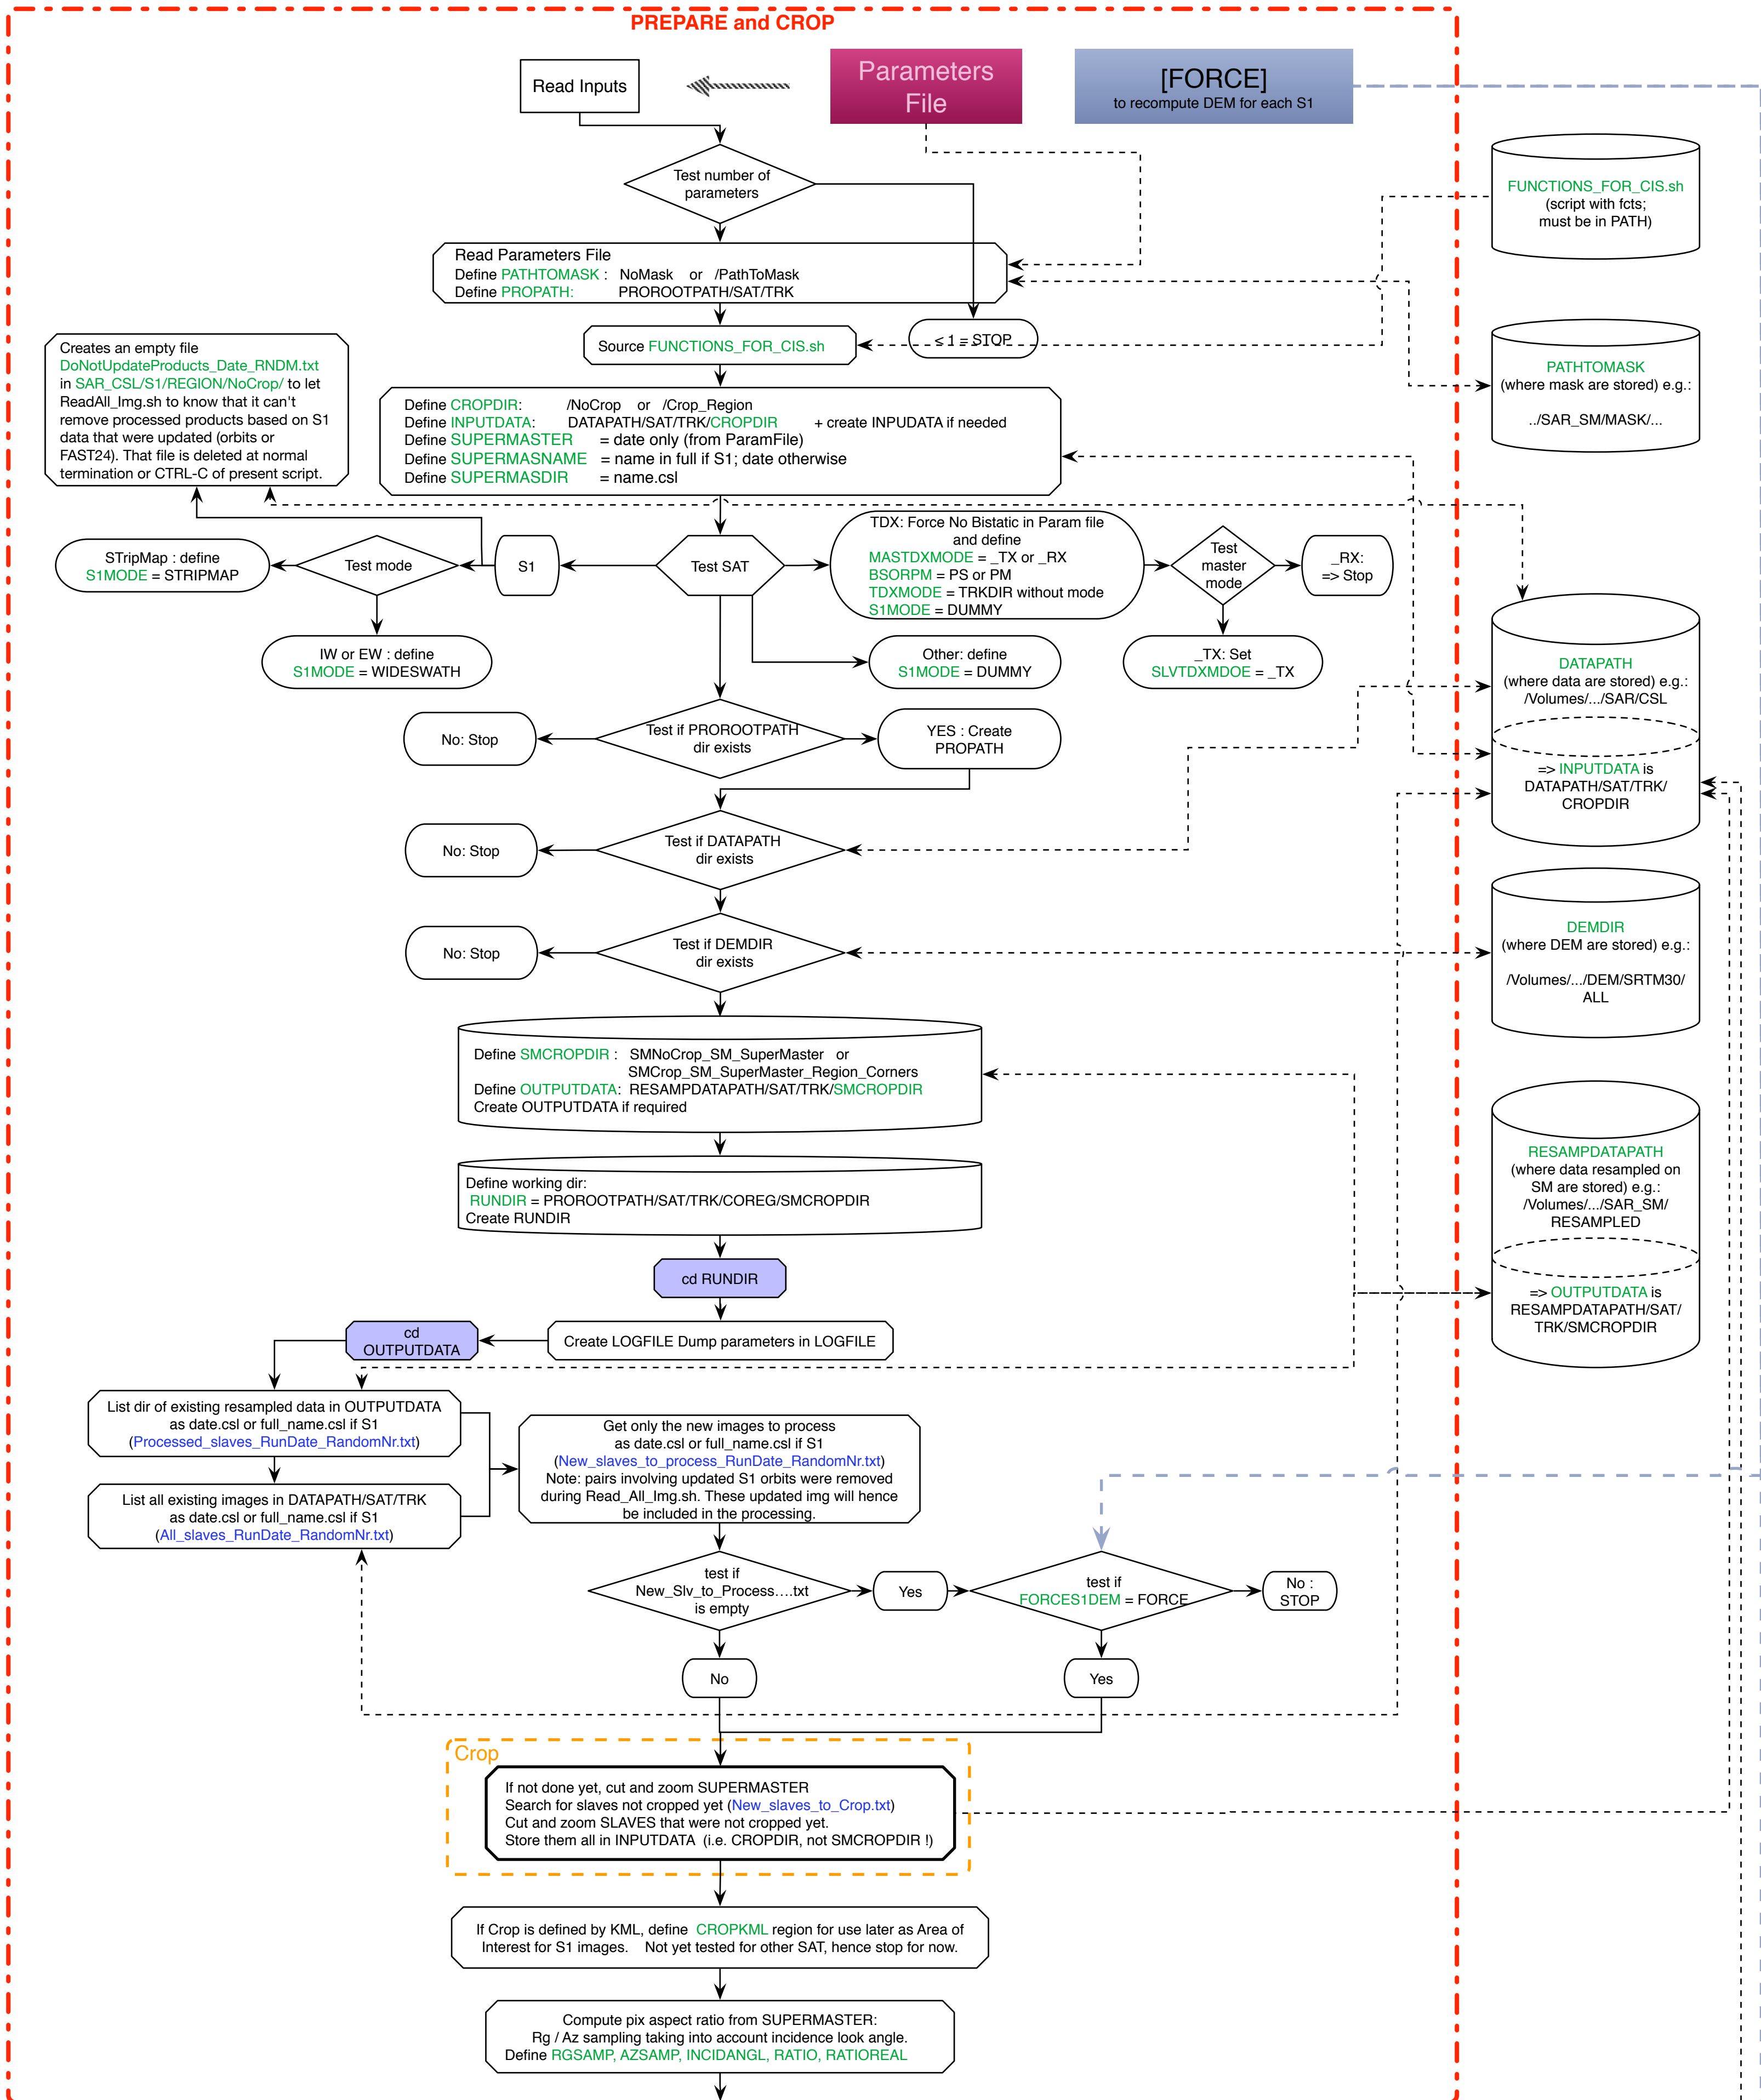 PREPARE and CROP
Read Inputs
Parameters
File
[FORCE]
to recompute DEM for each S1
Test number of
parameters
FUNCTIONS_FOR_CIS.sh
(script with fcts;
must be in PATH)
Read Parameters File
Define PATHTOMASK : NoMask or /PathToMask
Define PROPATH: PROROOTPATH/SAT/TRK
Source FUNCTIONS_FOR_CIS.sh
< 1 = STOP
Creates an empty file
DoNotUpdateProducts_Date_RNDM.txt
in SAR_CSL/S1/REGION/NoCrop/ to let
ReadAll_Img.sh to know that it can't
remove processed products based on S1
data that were updated (orbits or
FAST24). That file is deleted at normal
termination or CTRL-C of present script.
PATHTOMASK
(where mask are stored) e.g.:
../SAR_SM/MASK/...
Define CROPDIR: /NoCrop or /Crop_Region
Define INPUTDATA: DATAPATH/SAT/TRK/CROPDIR + create INPUDATA if needed
Define SUPERMASTER = date only (from ParamFile)
Define SUPERMASNAME = name in full if S1; date otherwise
Define SUPERMASDIR = name.csl
STripMap : define
S1MODE = STRIPMAP
Test mode
S1
Test SAT
TDX: Force No Bistatic in Param file
and define
MASTDXMODE = _TX or _RX
BSORPM = PS or PM
TDXMODE = TRKDIR without mode
S1MODE = DUMMY
Test
master
mode
_RX:
=> Stop
IW or EW : define
S1MODE = WIDESWATH
Other: define
S1MODE = DUMMY
_TX: Set
SLVTDXMDOE = _TX
DATAPATH
(where data are stored) e.g.:
/Volumes/.../SAR/CSL
=> INPUTDATA is
DATAPATH/SAT/TRK/
CROPDIR
No: Stop
Test if PROROOTPATH
dir exists
YES : Create
PROPATH
No: Stop
Test if DATAPATH
dir exists
No: Stop
Test if DEMDIR
dir exists
DEMDIR
(where DEM are stored) e.g.:
/Volumes/.../DEM/SRTM30/
ALL
Define SMCROPDIR : SMNoCrop_SM_SuperMaster or
SMCrop_SM_SuperMaster_Region_Corners
Define OUTPUTDATA: RESAMPDATAPATH/SAT/TRK/SMCROPDIR
Create OUTPUTDATA if required
RESAMPDATAPATH
(where data resampled on
SM are stored) e.g.:
/Volumes/.../SAR_SM/
RESAMPLED
=> OUTPUTDATA is
RESAMPDATAPATH/SAT/
TRK/SMCROPDIR
Define working dir:
RUNDIR = PROROOTPATH/SAT/TRK/COREG/SMCROPDIR
Create RUNDIR
cd RUNDIR
cd
OUTPUTDATA
Create LOGFILE Dump parameters in LOGFILE
List dir of existing resampled data in OUTPUTDATA
as date.csl or full_name.csl if S1
(Processed_slaves_RunDate_RandomNr.txt)
List all existing images in DATAPATH/SAT/TRK
as date.csl or full_name.csl if S1
(All_slaves_RunDate_RandomNr.txt)
Get only the new images to process
as date.csl or full_name.csl if S1
(New_slaves_to_process_RunDate_RandomNr.txt)
Note: pairs involving updated S1 orbits were removed
during Read_All_Img.sh. These updated img will hence
be included in the processing.
test if
New_Slv_to_Process....txt
is empty
Yes
test if
FORCES1DEM = FORCE
No :
STOP
No
Yes
Crop
If not done yet, cut and zoom SUPERMASTER
Search for slaves not cropped yet (New_slaves_to_Crop.txt)
Cut and zoom SLAVES that were not cropped yet.
Store them all in INPUTDATA (i.e. CROPDIR, not SMCROPDIR !)
If Crop is defined by KML, define CROPKML region for use later as Area of
Interest for S1 images. Not yet tested for other SAT, hence stop for now.
Compute pix aspect ratio from SUPERMASTER:
Rg / Az sampling taking into account incidence look angle.
Define RGSAMP, AZSAMP, INCIDANGL, RATIO, RATIOREAL